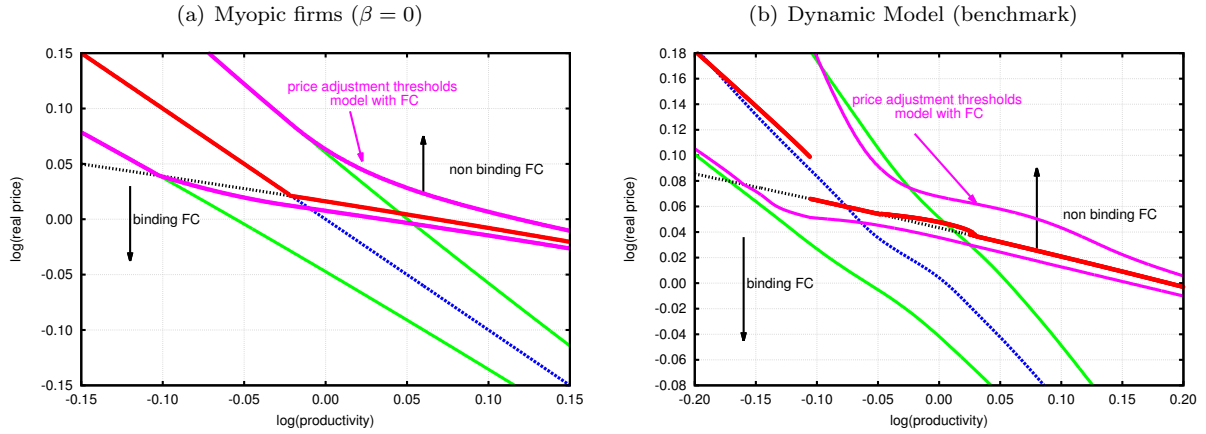 (a) Myopic firms (β = 0)
0.15
0.10
0.05
0.00
-0.05
-0.10
-0.15
log(real price)
price adjustment thresholds
model with FC
non binding FC
binding FC
-0.15 -0.10 -0.05 0.00 0.05 0.10 0.15
log(productivity)
(b) Dynamic Model (benchmark)
0.18
0.16
0.14
0.12
0.10
0.08
0.06
0.04
0.02
0.00
-0.02
-0.04
-0.06
-0.08
log(real price)
price adjustment thresholds
model with FC
non binding FC
binding FC
-0.20 -0.15 -0.10 -0.05 0.00 0.05 0.10 0.15 0.20
log(productivity)